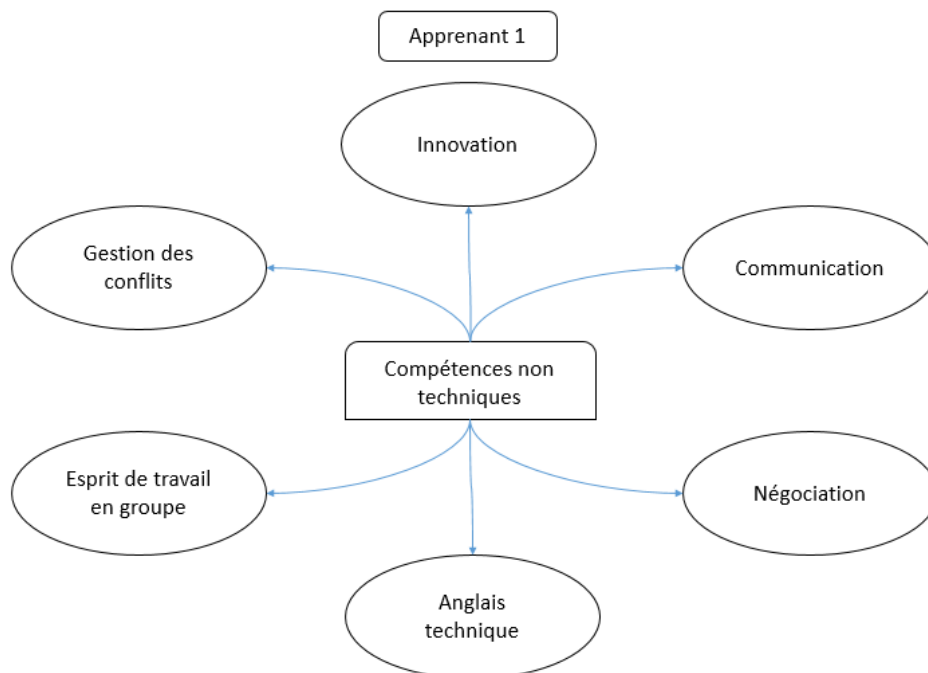 Apprenant 1
Innovation
Gestion des
conflits
Communication
Compétences non
techniques
Esprit de travail
en groupe
Négociation
Anglais
technique